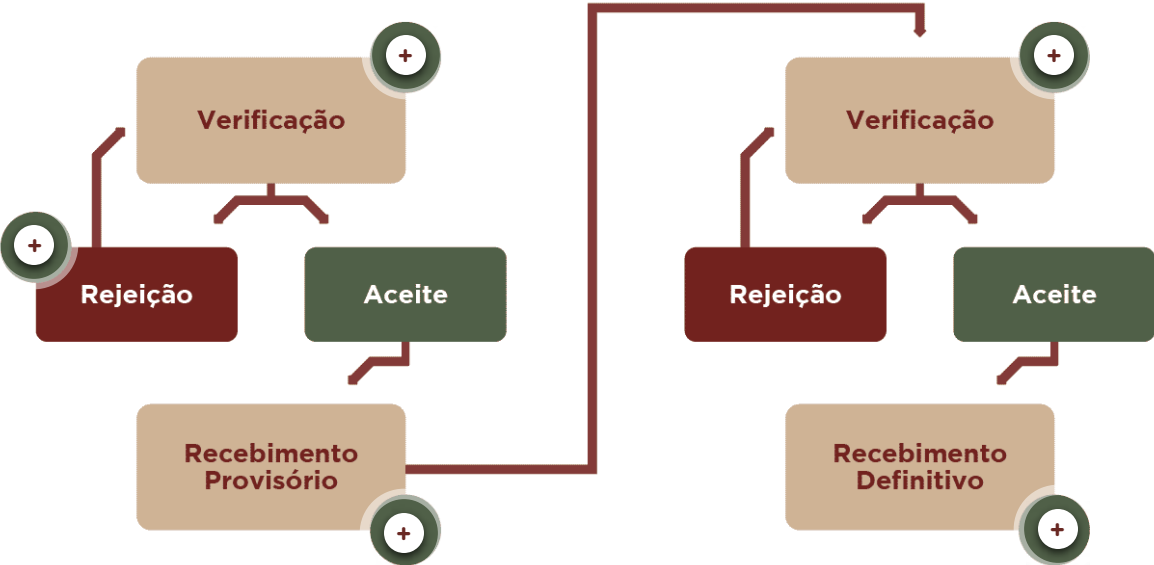 +
Verificação
+
Rejeição
Aceite
Recebimento
Provisório
+
+
Verificação
Rejeição
Aceite
Recebimento
Definitivo
+